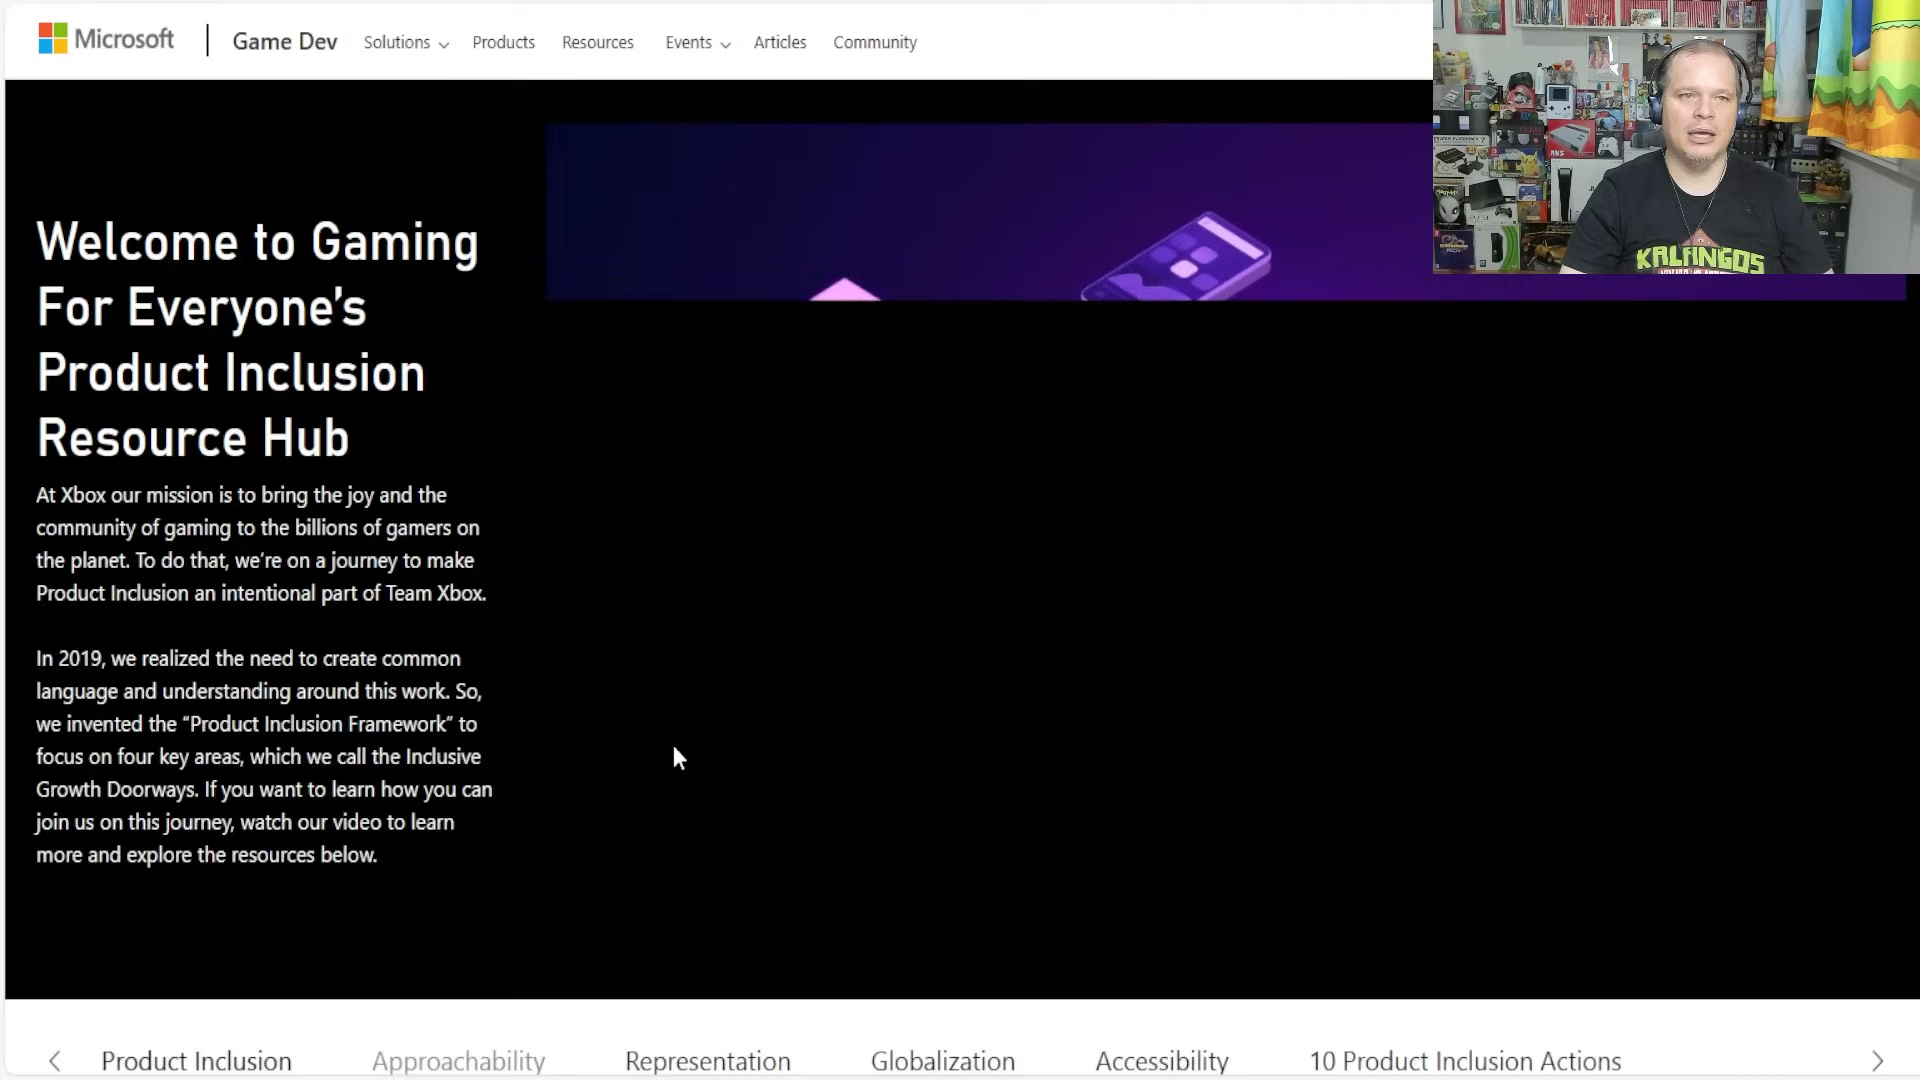 Microsoft
Game Dev
Solutions
Products
Resources
Events
Articles
Community
Welcome to Gaming
For Everyone's
Product Inclusion
Resource Hub
At Xbox our mission is to bring the joy and the
community of gaming to the billions of gamers on
the planet. To do that, we're on a journey to make
Product Inclusion an intentional part of Team Xbox.
In 2019, we realized the need to create common
language and understanding around this work. So,
we invented the “Product Inclusion Framework” to
focus on four key areas, which we call the Inclusive
Growth Doorways. If you want to learn how you can
join us on this journey, watch our video to learn
more and explore the resources below.
KALFINGOS
Product Inclusion
Approachability
Representation
Globalization
Accessibility
10 Product Inclusion Actions